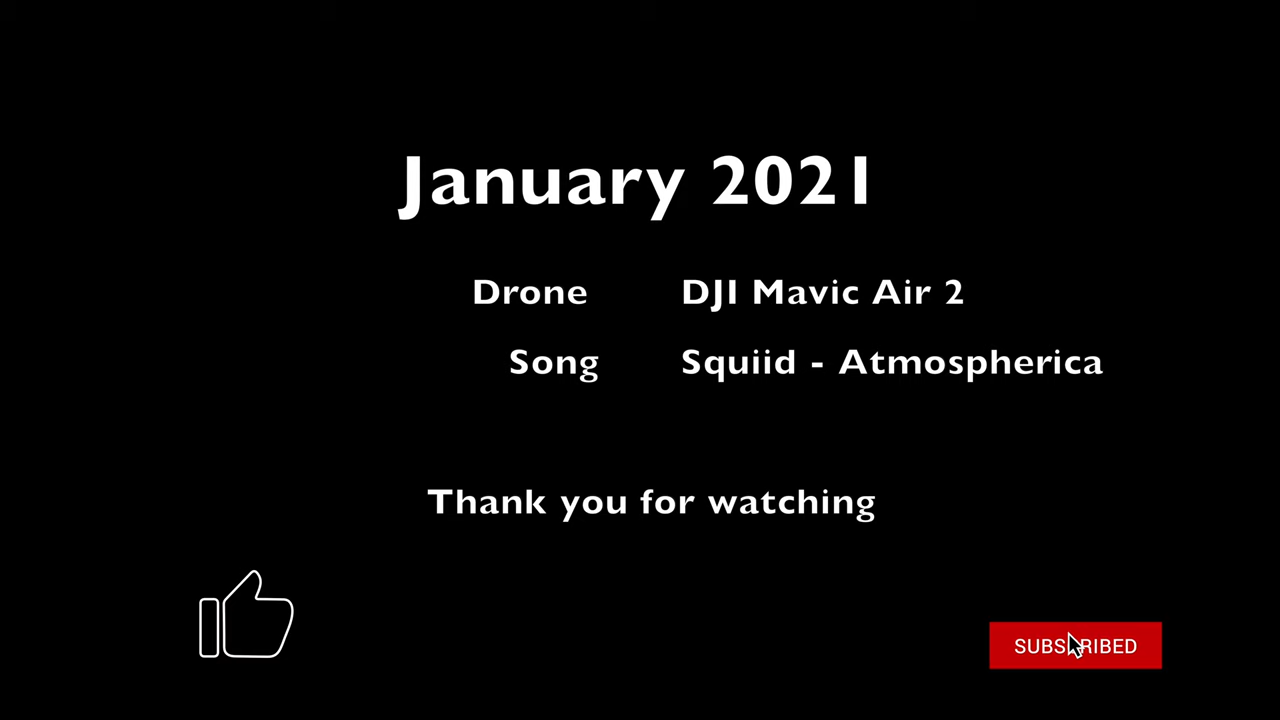 January 2021
Drone DJI Mavic Air 2
Song Squiid - Atmospherica
Thank you for watching
SUBSCRIBED